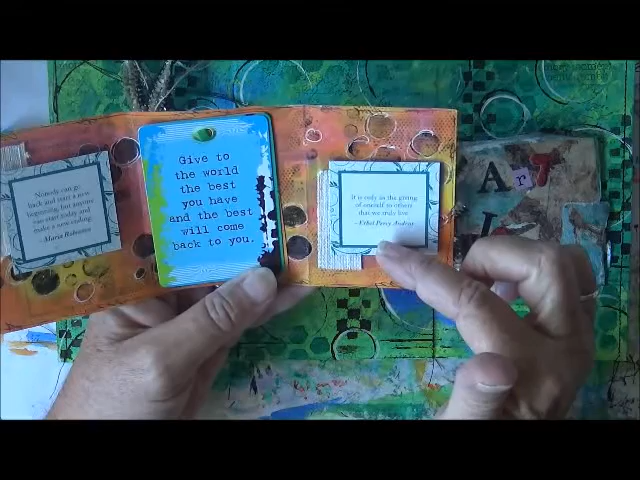 Nobody can go
back and start a new
beginning, but anyone
can start today and
make a new ending.
-Maria Robinson
Give to
the world
the best
you have
and the best
will come
back to you.
It is only in the giving
of oneself to others
that we truly live
-Ethel Percy Andrus
Art